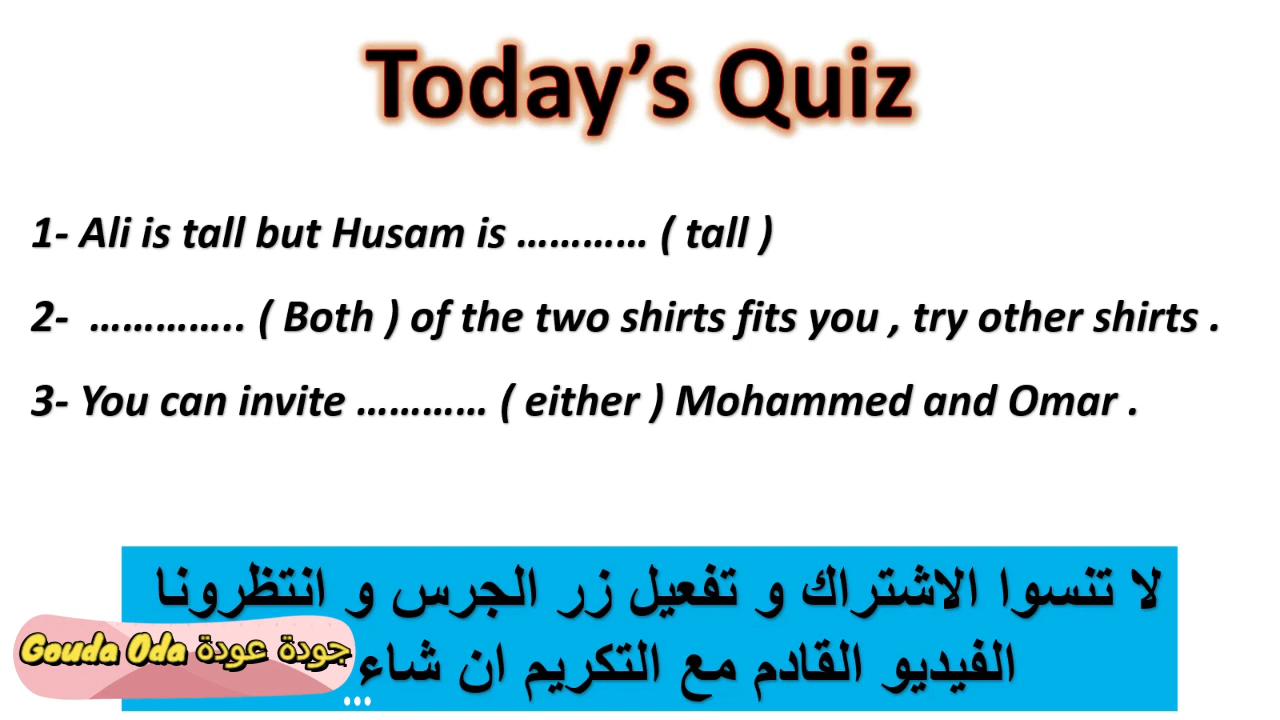 Today’s Quiz
1- Ali is tall but Husam is ………… ( tall )
2- ………….. ( Both ) of the two shirts fits you , try other shirts .
3- You can invite ………… ( either ) Mohammed and Omar .
لا تنسوا الاشتراك و تفعيل زر الجرس و انتظرونا
الفيديو القادم مع التكريم ان شاء
Gouda Oda جودة عودة
...